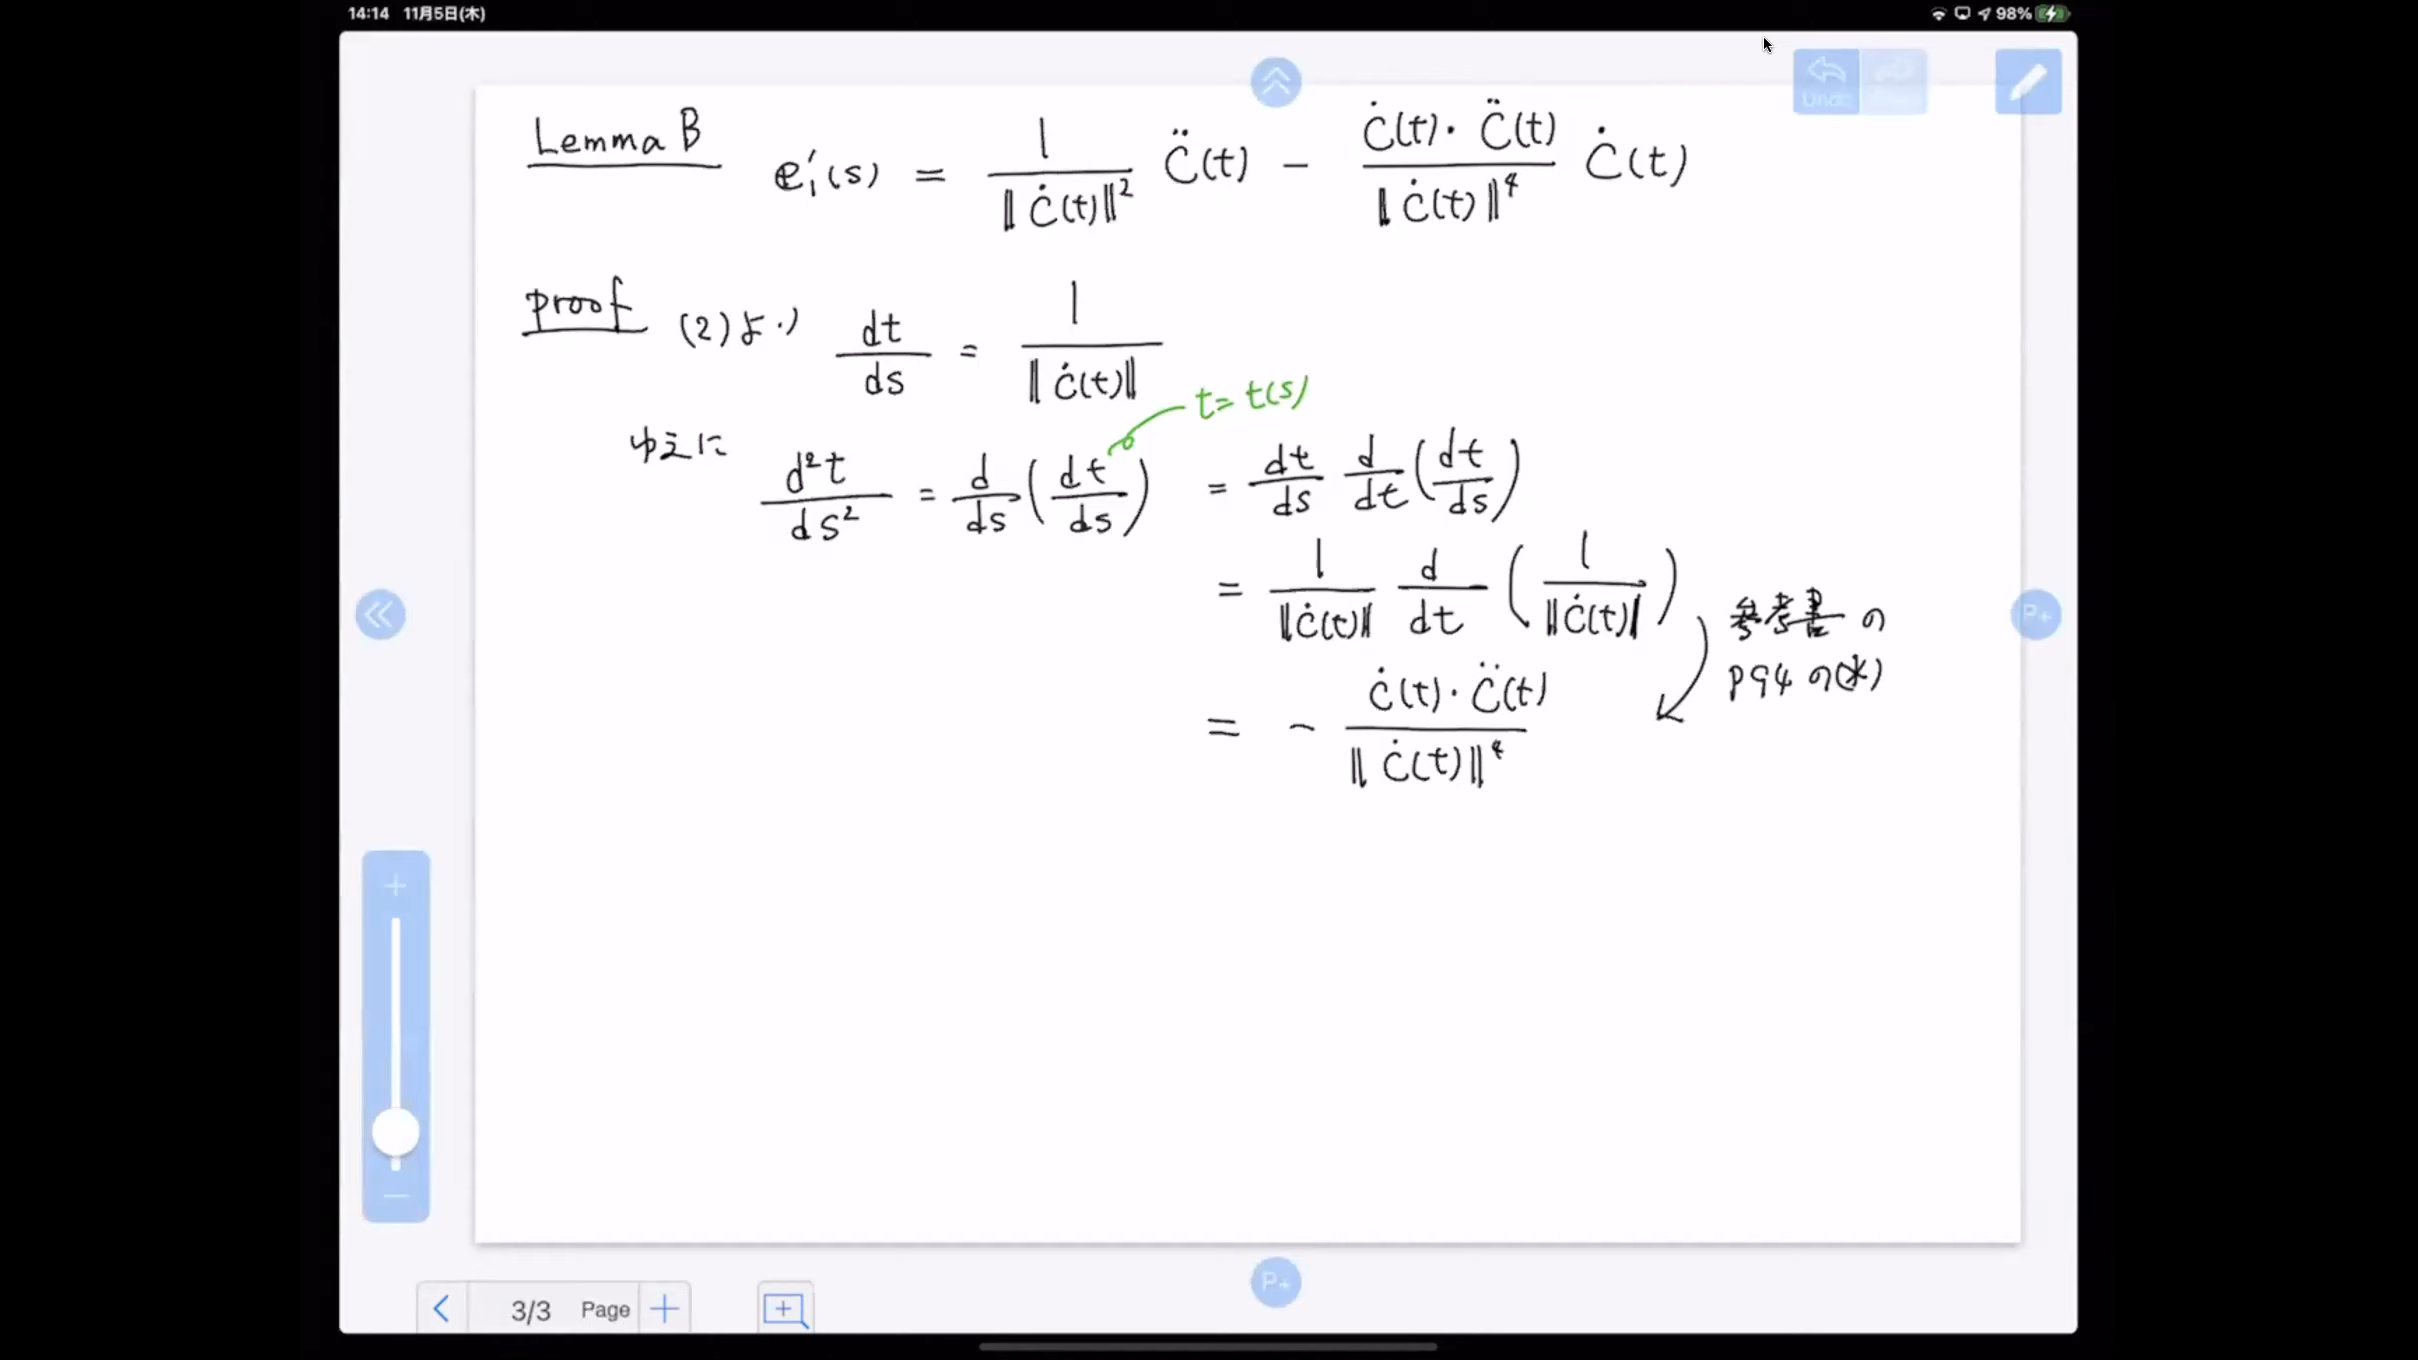 14:14 11月5日(木) 98%
Undo
Lemma B e₁'(s) = 1/‖ċ(t)‖² c̈(t) − ċ(t)·c̈(t)/‖ċ(t)‖⁴ ċ(t)
proof (2)より dt/ds = 1/‖ċ(t)‖
t = t(s)
ゆえに d²t/ds² = d/ds (dt/ds) = dt/ds d/dt (dt/ds)
= 1/‖ċ(t)‖ d/dt (1/‖ċ(t)‖)
参考書の
P94の(*)
= − ċ(t)·c̈(t)/‖ċ(t)‖⁴
P+
P+
3/3 Page